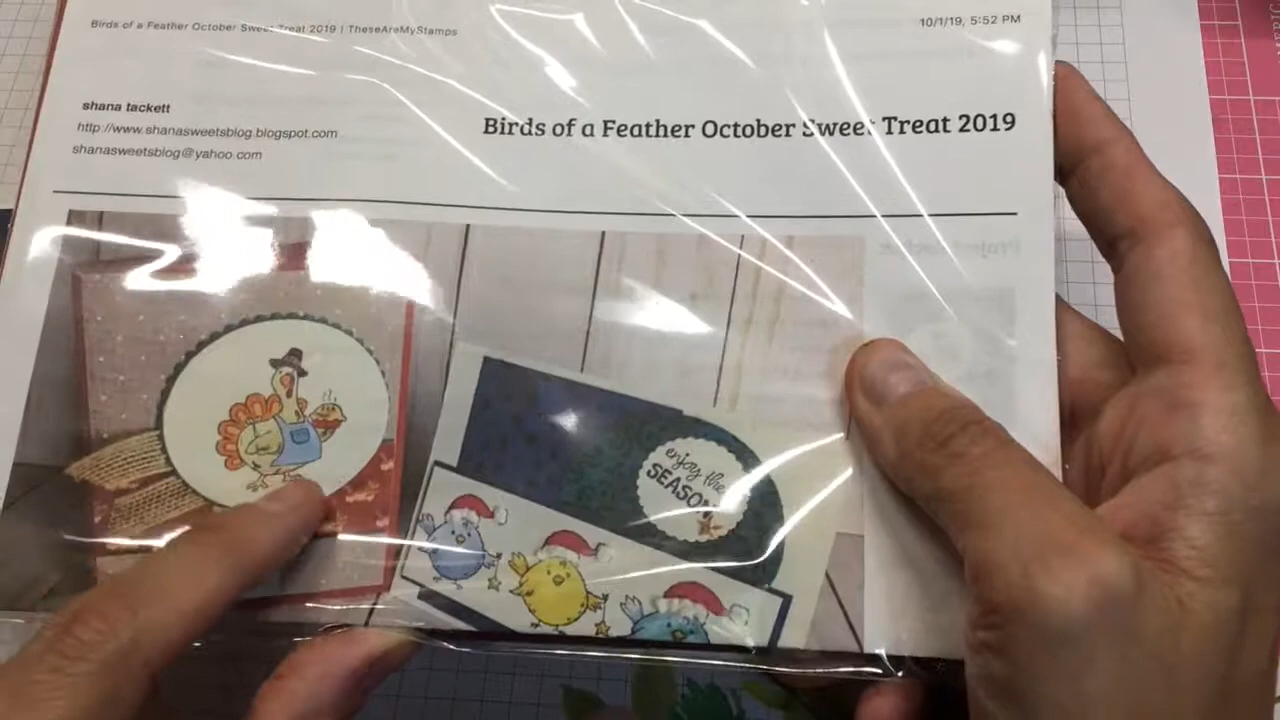 Birds of a Feather October Sweet Treat 2019 | TheseAreMyStamps
10/1/19, 5:52 PM
shana tackett
http://www.shanasweetsblog.blogspot.com
shanasweetsblog@yahoo.com
Birds of a Feather October Sweet Treat 2019
enjoy the
SEASON